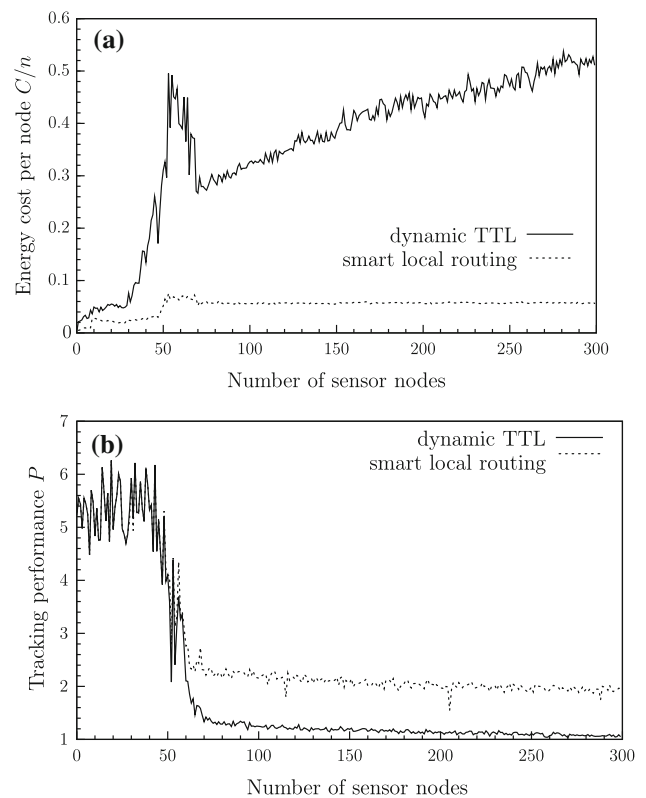 (a)
Energy cost per node C/n
0.6
0.5
0.4
0.3
0.2
0.1
0
dynamic TTL
smart local routing
0 50 100 150 200 250 300
Number of sensor nodes
(b)
Tracking performance P
7
6
5
4
3
2
1
dynamic TTL
smart local routing
0 50 100 150 200 250 300
Number of sensor nodes